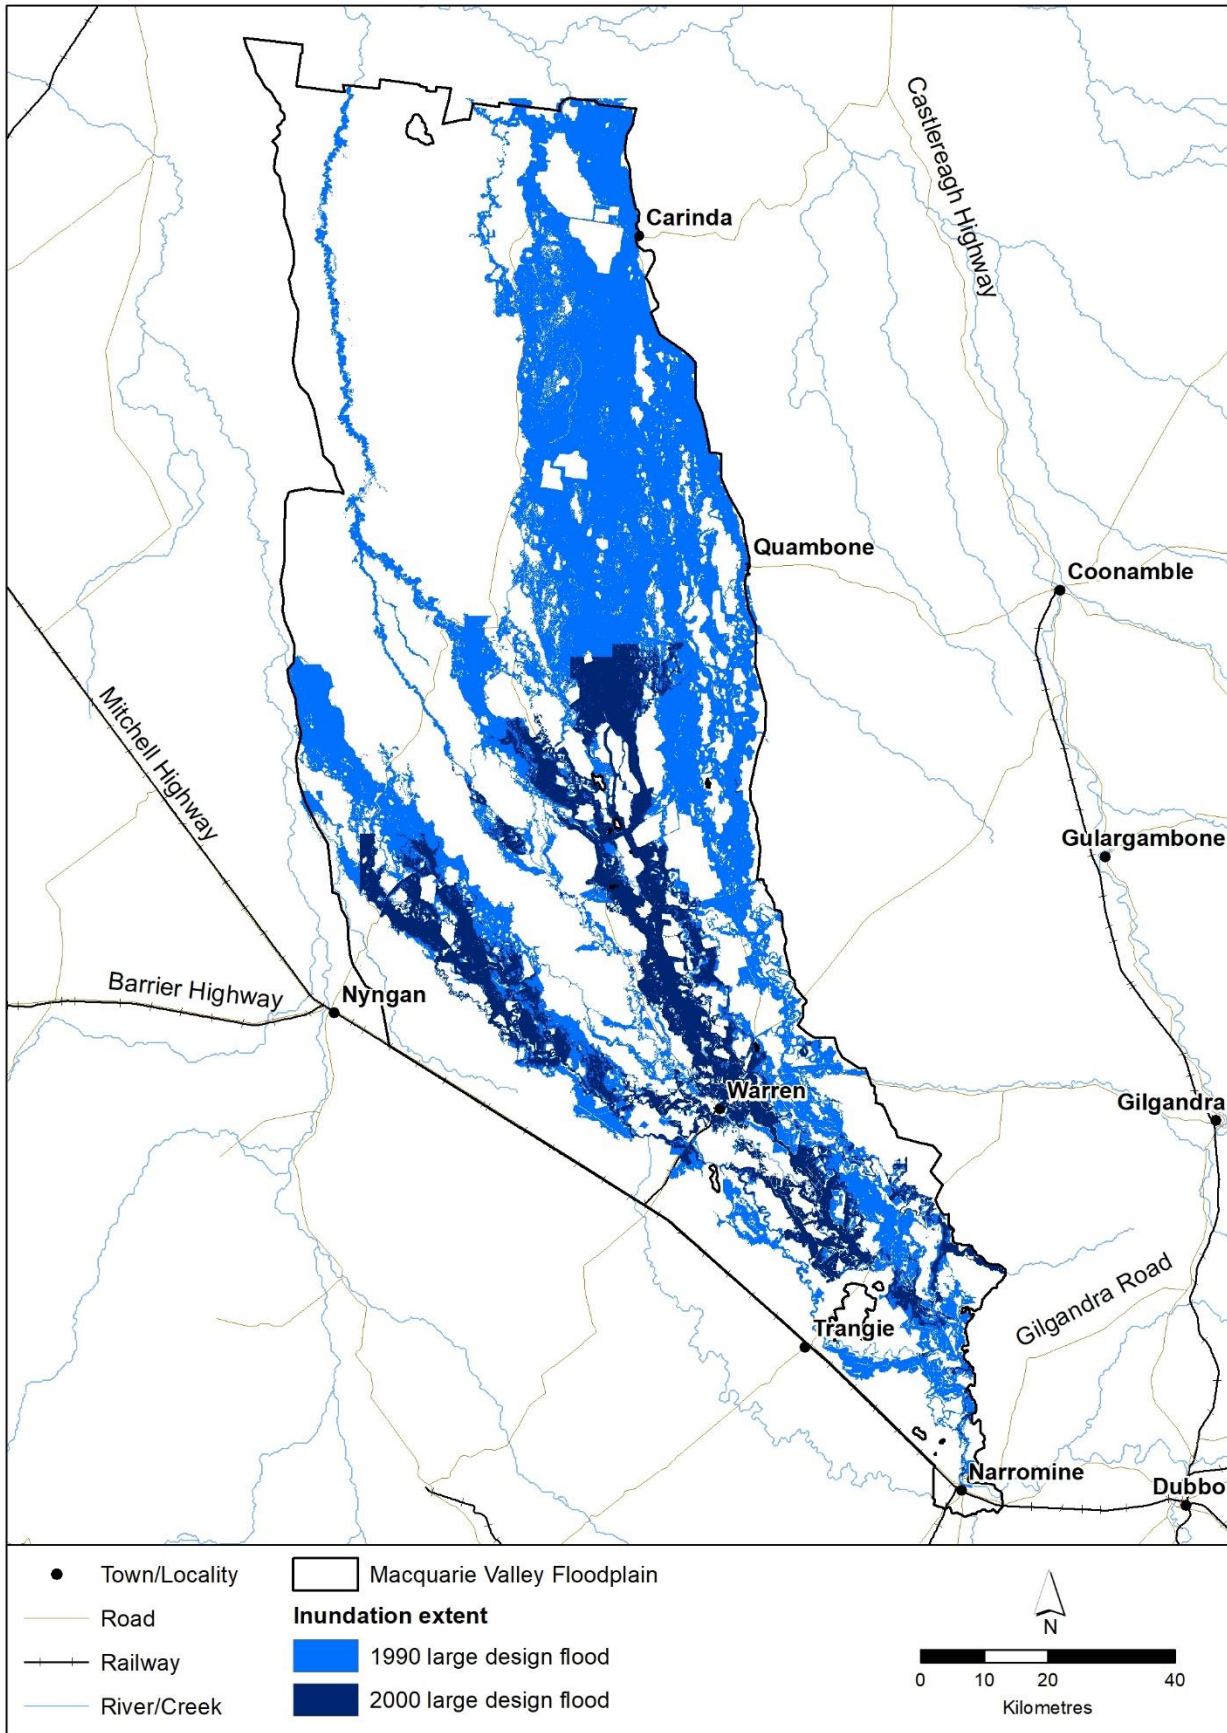 Castlereagh Highway
Carinda
Quambone
Coonamble
Mitchell Highway
Gulargambone
Barrier Highway
Nyngan
Warren
Gilgandra
Gilgandra Road
Trangie
Narromine
Dubbo
Town/Locality
Road
Railway
River/Creek
Macquarie Valley Floodplain
Inundation extent
1990 large design flood
2000 large design flood
N
0 10 20 40
Kilometres